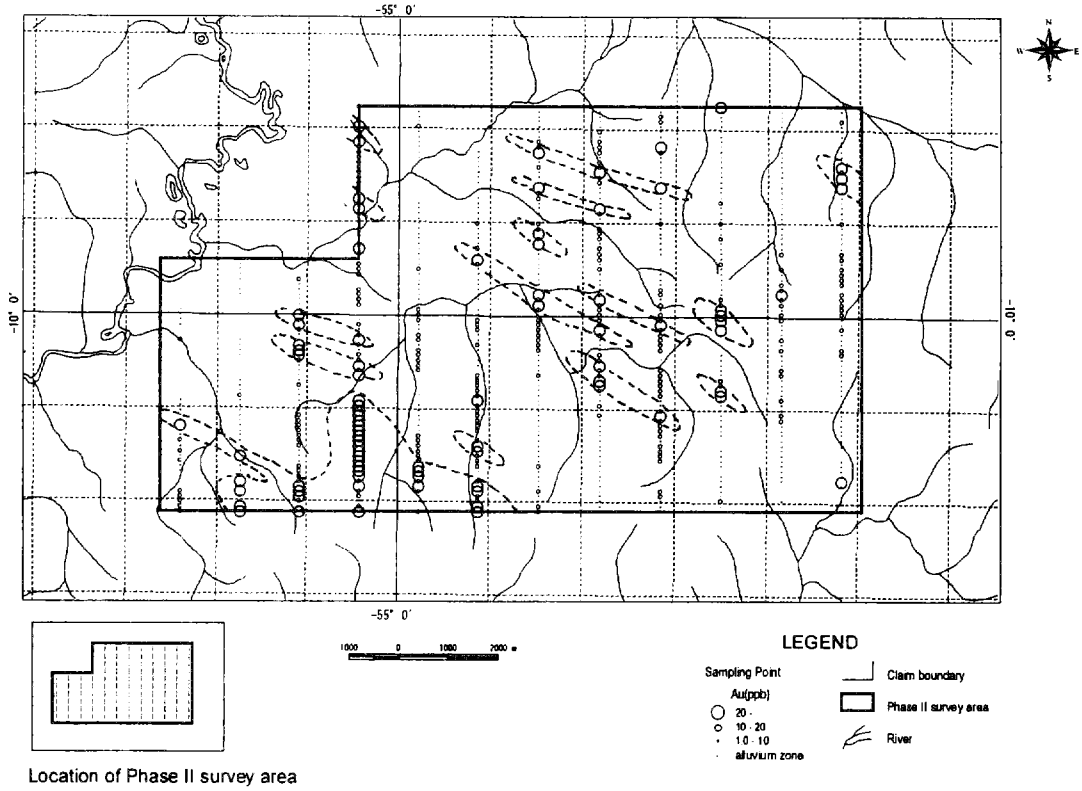 -55° 0'
N
W E
S
-10° 0'
-10° 0'
-55° 0'
1000 0 1000 2000 m
LEGEND
Sampling Point
Au(ppb)
20 -
10 - 20
1.0 - 10
alluvium zone
Claim boundary
Phase II survey area
River
Location of Phase II survey area